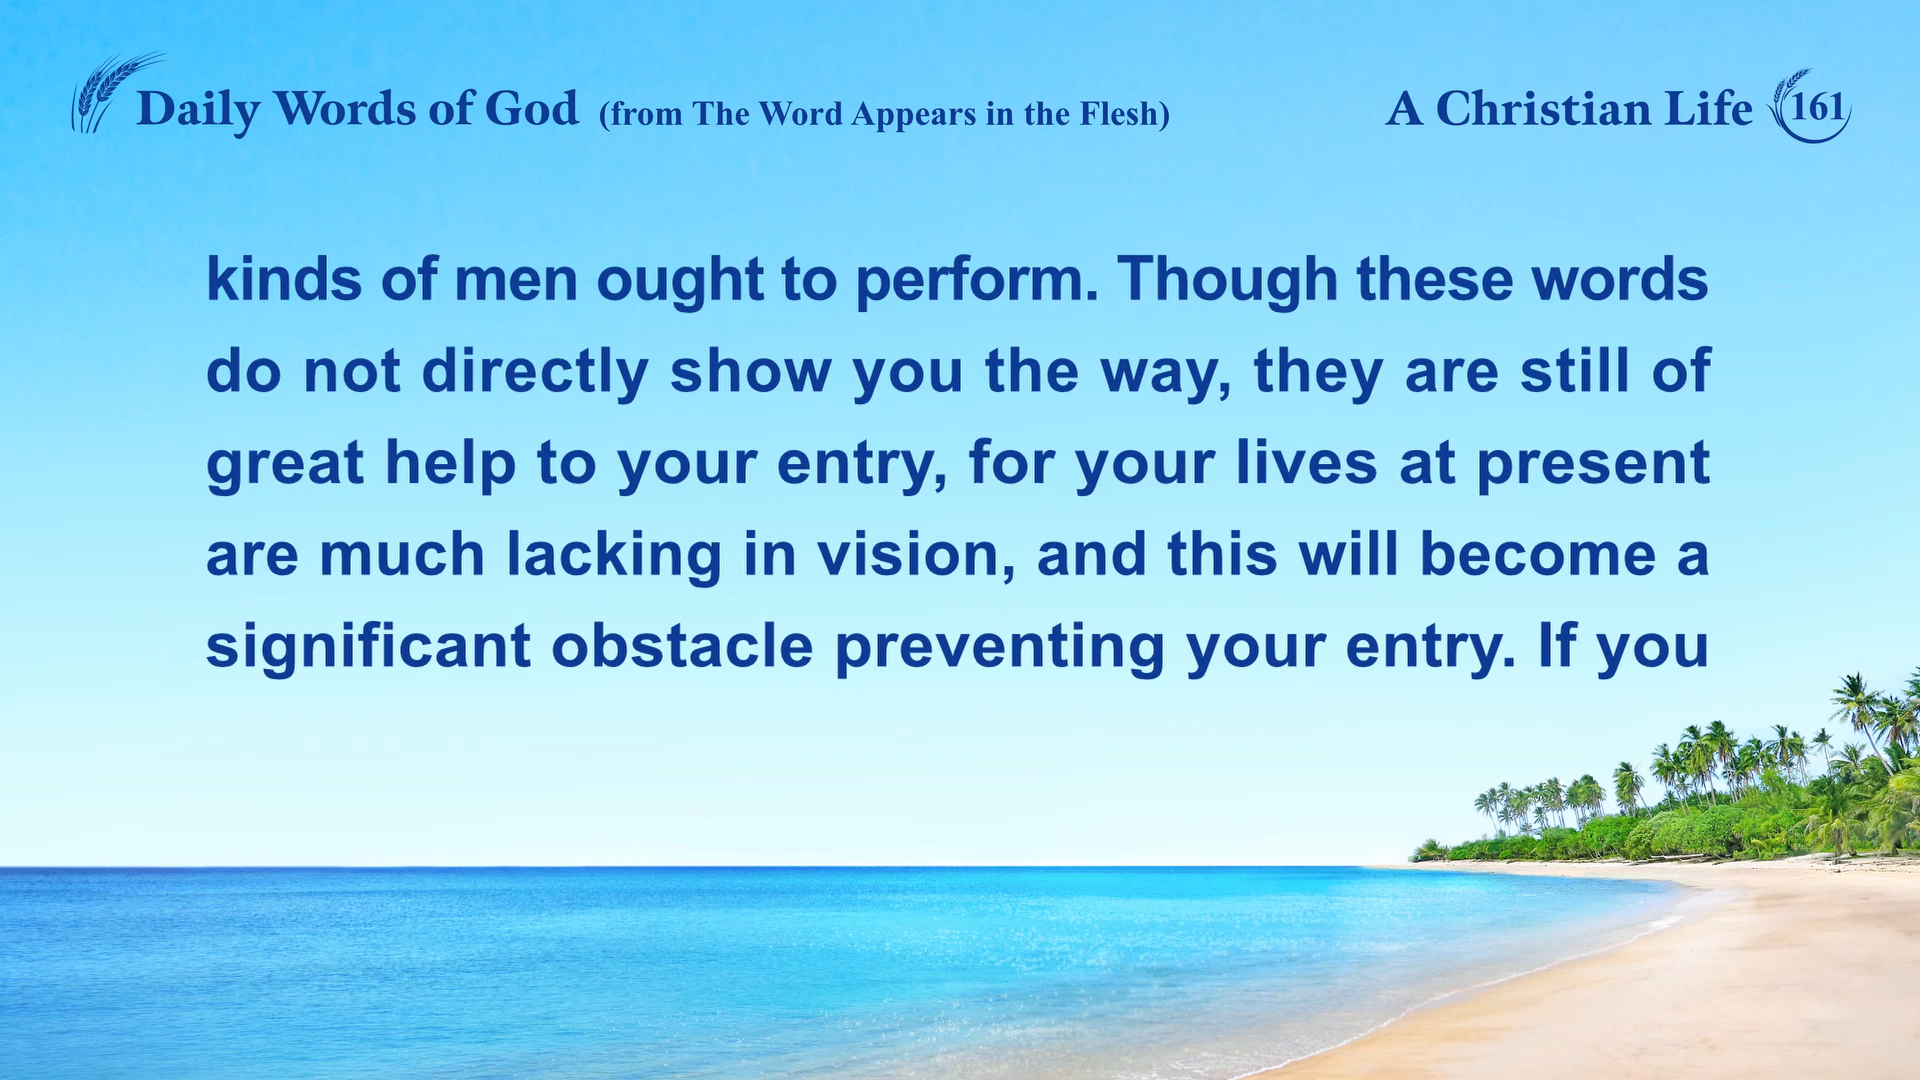 Daily Words of God (from The Word Appears in the Flesh)
A Christian Life 161
kinds of men ought to perform. Though these words
do not directly show you the way, they are still of
great help to your entry, for your lives at present
are much lacking in vision, and this will become a
significant obstacle preventing your entry. If you